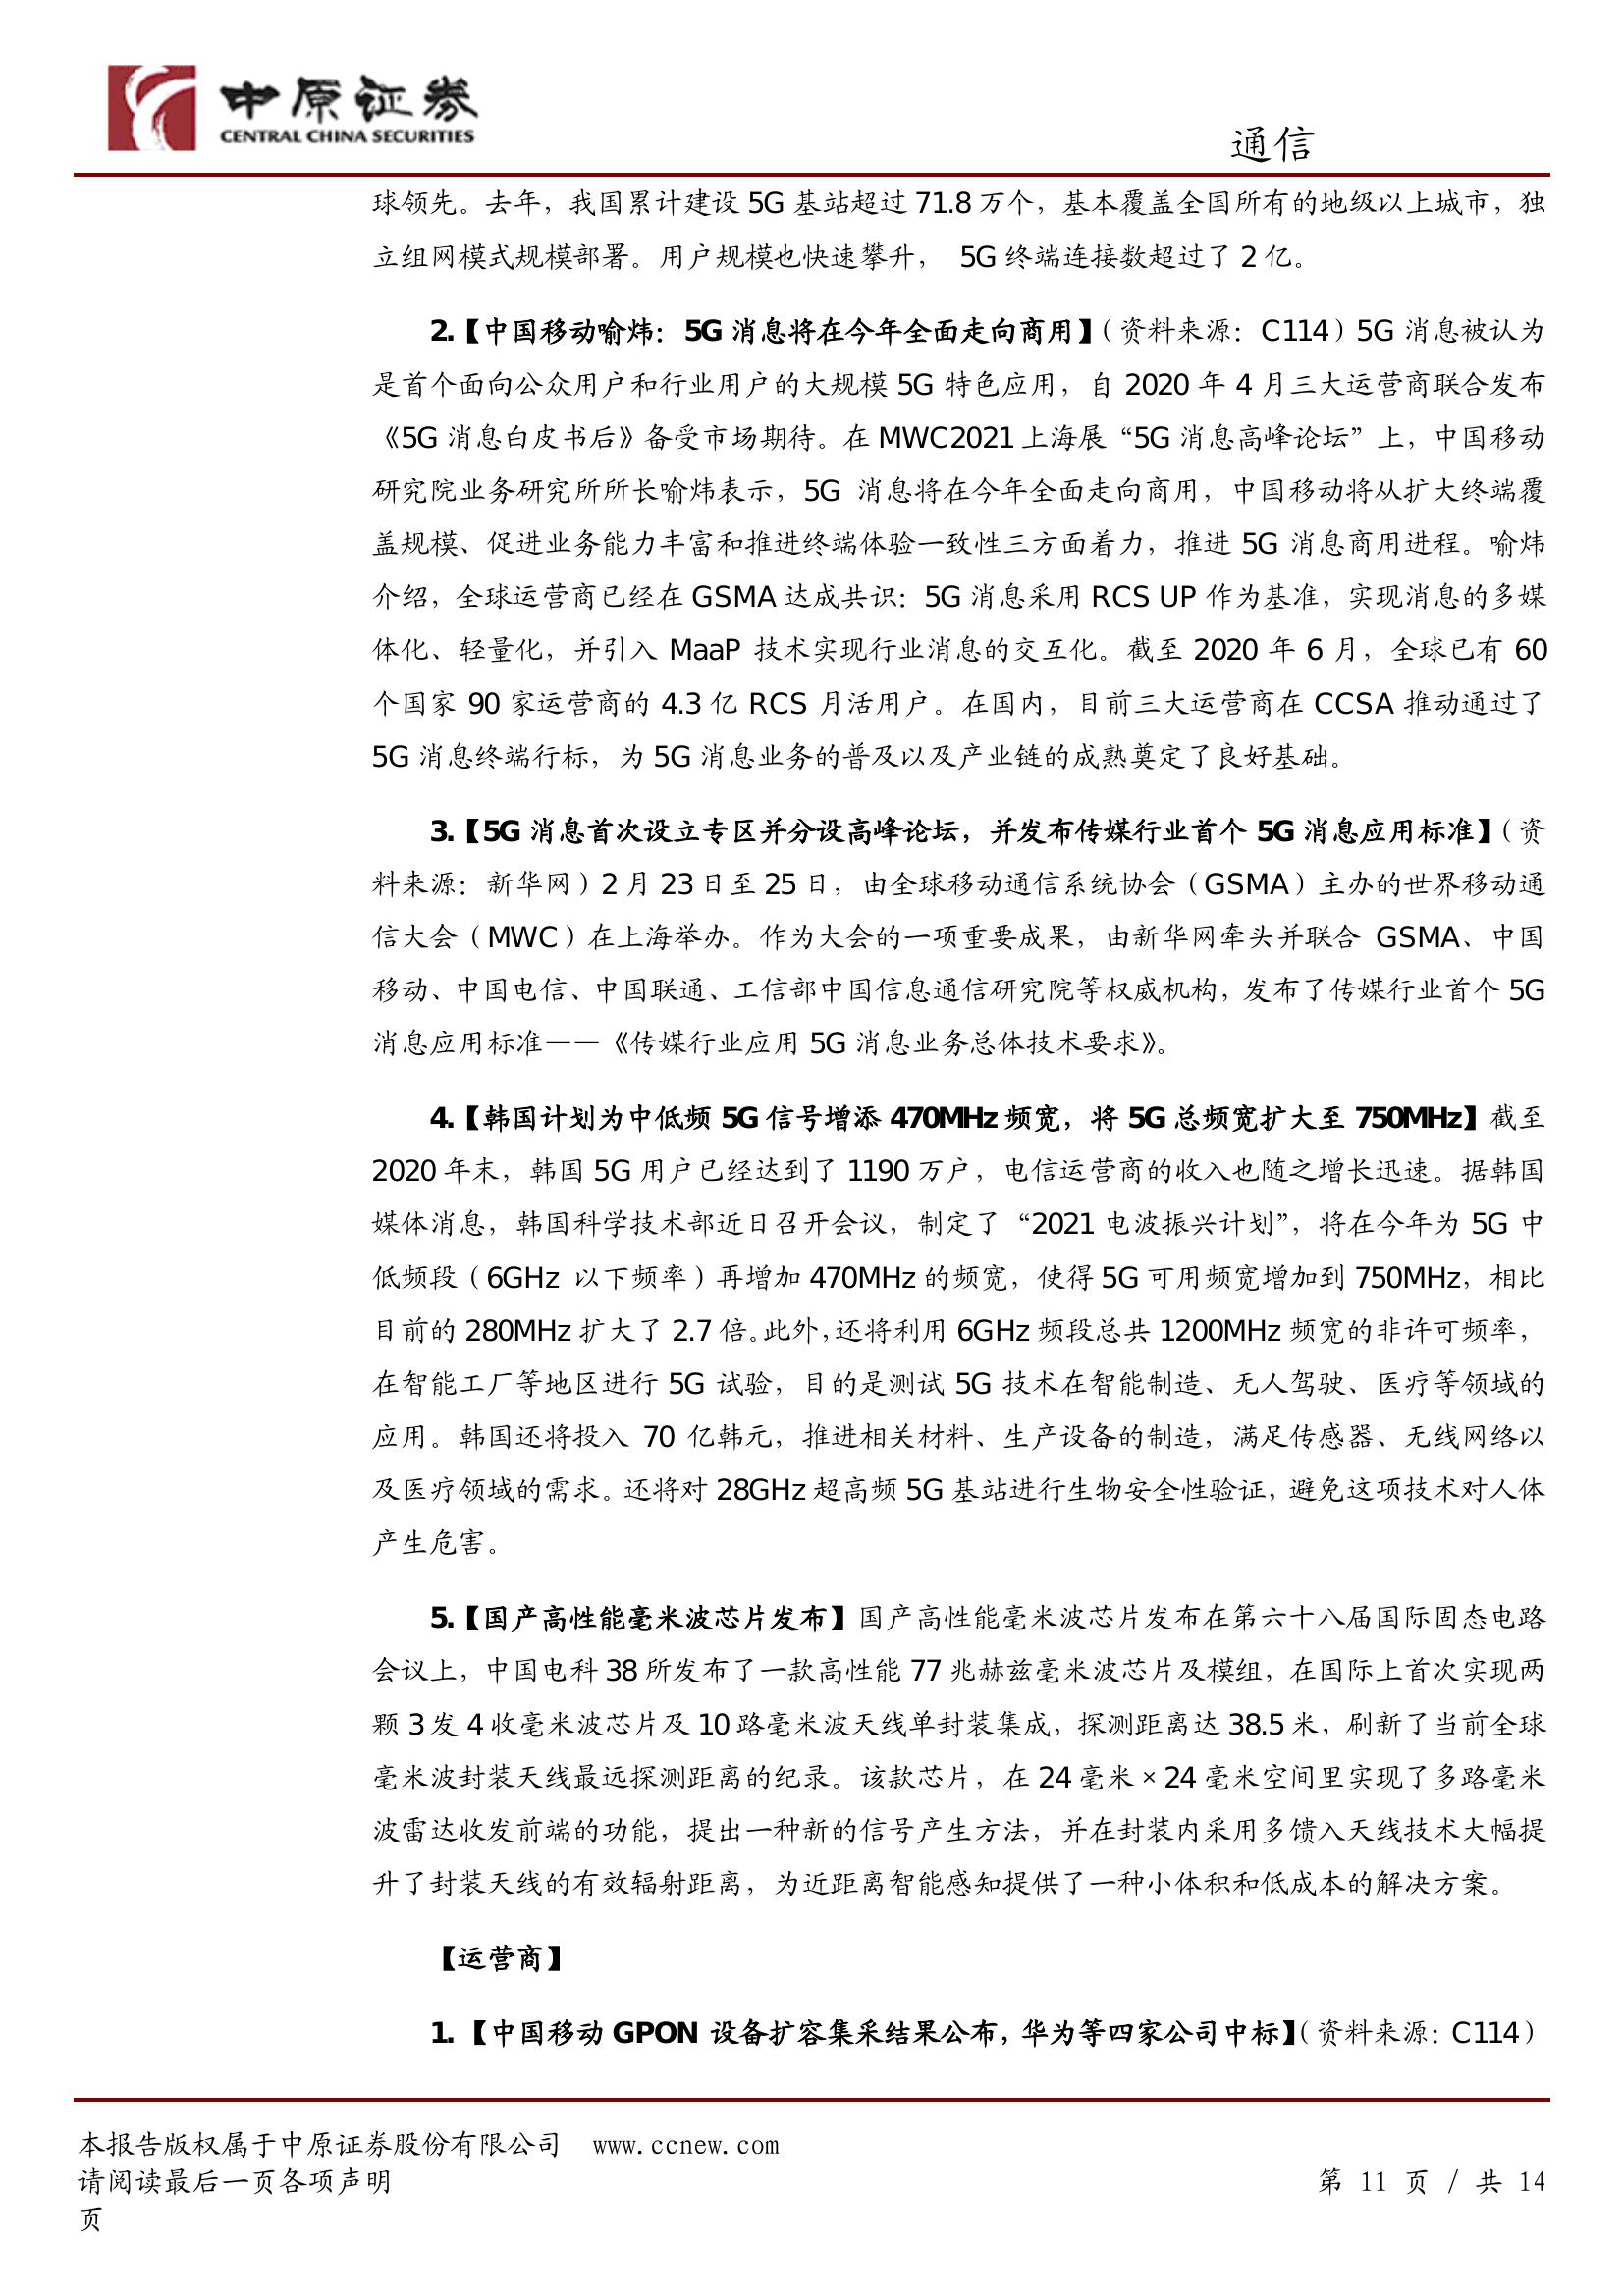 中原证券
CENTRAL CHINA SECURITIES
通信
球领先。去年，我国累计建设 5G 基站超过 71.8 万个，基本覆盖全国所有的地级以上城市，独
立组网模式规模部署。用户规模也快速攀升， 5G 终端连接数超过了 2 亿。
2.【中国移动喻炜：5G 消息将在今年全面走向商用】（资料来源：C114）5G 消息被认为
是首个面向公众用户和行业用户的大规模 5G 特色应用，自 2020 年 4 月三大运营商联合发布
《5G 消息白皮书后》备受市场期待。在 MWC2021 上海展“5G 消息高峰论坛”上，中国移动
研究院业务研究所所长喻炜表示，5G 消息将在今年全面走向商用，中国移动将从扩大终端覆
盖规模、促进业务能力丰富和推进终端体验一致性三方面着力，推进 5G 消息商用进程。喻炜
介绍，全球运营商已经在 GSMA 达成共识：5G 消息采用 RCS UP 作为基准，实现消息的多媒
体化、轻量化，并引入 MaaP 技术实现行业消息的交互化。截至 2020 年 6 月，全球已有 60
个国家 90 家运营商的 4.3 亿 RCS 月活用户。在国内，目前三大运营商在 CCSA 推动通过了
5G 消息终端行标，为 5G 消息业务的普及以及产业链的成熟奠定了良好基础。
3.【5G 消息首次设立专区并分设高峰论坛，并发布传媒行业首个 5G 消息应用标准】（资
料来源：新华网）2 月 23 日至 25 日，由全球移动通信系统协会（GSMA）主办的世界移动通
信大会（MWC）在上海举办。作为大会的一项重要成果，由新华网牵头并联合 GSMA、中国
移动、中国电信、中国联通、工信部中国信息通信研究院等权威机构，发布了传媒行业首个 5G
消息应用标准——《传媒行业应用 5G 消息业务总体技术要求》。
4.【韩国计划为中低频 5G 信号增添 470MHz 频宽，将 5G 总频宽扩大至 750MHz】截至
2020 年末，韩国 5G 用户已经达到了 1190 万户，电信运营商的收入也随之增长迅速。据韩国
媒体消息，韩国科学技术部近日召开会议，制定了“2021 电波振兴计划”，将在今年为 5G 中
低频段（6GHz 以下频率）再增加 470MHz 的频宽，使得 5G 可用频宽增加到 750MHz，相比
目前的 280MHz 扩大了 2.7 倍。此外，还将利用 6GHz 频段总共 1200MHz 频宽的非许可频率，
在智能工厂等地区进行 5G 试验，目的是测试 5G 技术在智能制造、无人驾驶、医疗等领域的
应用。韩国还将投入 70 亿韩元，推进相关材料、生产设备的制造，满足传感器、无线网络以
及医疗领域的需求。还将对 28GHz 超高频 5G 基站进行生物安全性验证，避免这项技术对人体
产生危害。
5.【国产高性能毫米波芯片发布】国产高性能毫米波芯片发布在第六十八届国际固态电路
会议上，中国电科 38 所发布了一款高性能 77 兆赫兹毫米波芯片及模组，在国际上首次实现两
颗 3 发 4 收毫米波芯片及 10 路毫米波天线单封装集成，探测距离达 38.5 米，刷新了当前全球
毫米波封装天线最远探测距离的纪录。该款芯片，在 24 毫米×24 毫米空间里实现了多路毫米
波雷达收发前端的功能，提出一种新的信号产生方法，并在封装内采用多馈入天线技术大幅提
升了封装天线的有效辐射距离，为近距离智能感知提供了一种小体积和低成本的解决方案。
【运营商】
1.【中国移动 GPON 设备扩容集采结果公布，华为等四家公司中标】（资料来源：C114）
本报告版权属于中原证券股份有限公司 www.ccnew.com
请阅读最后一页各项声明 第 11 页 / 共 14
页